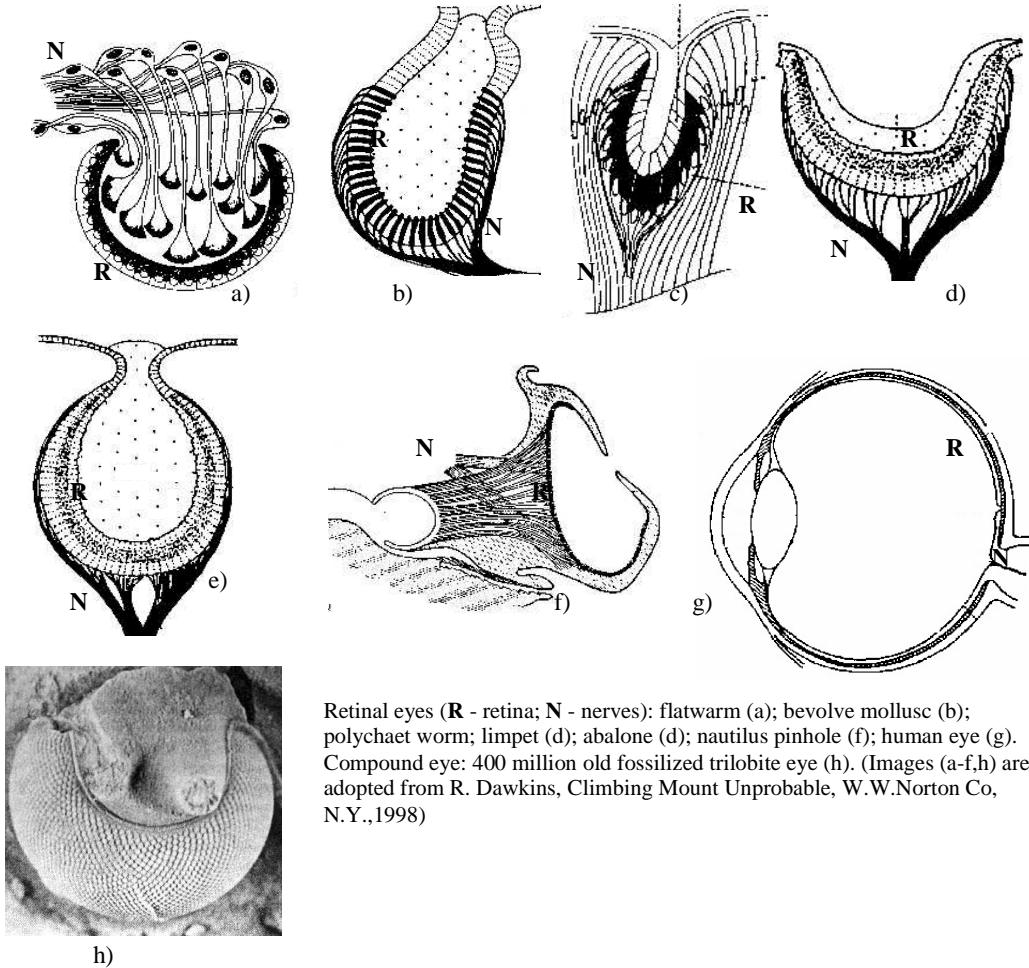 N
R
a)
R
N
b)
R
N
c)
R
N
d)
R
N
e)
N
R
f)
R
N
g)
h)
Retinal eyes (R - retina; N - nerves): flatwarm (a); bevolve mollusc (b);
polychaet worm; limpet (d); abalone (d); nautilus pinhole (f); human eye (g).
Compound eye: 400 million old fossilized trilobite eye (h). (Images (a-f,h) are
adopted from R. Dawkins, Climbing Mount Unprobable, W.W.Norton Co,
N.Y.,1998)